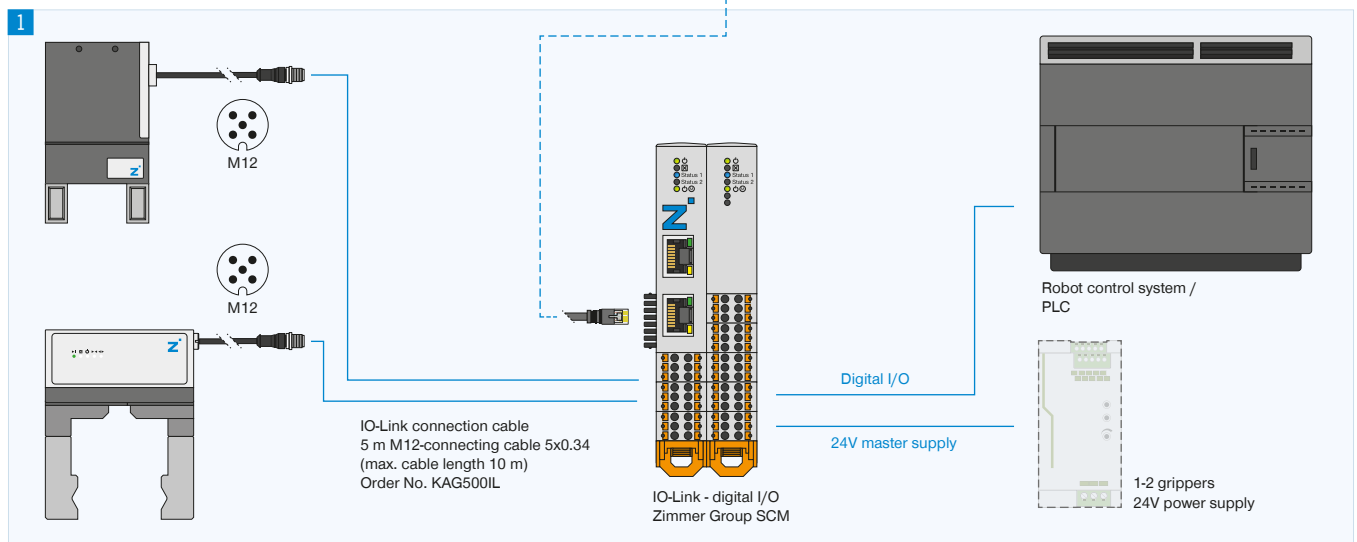 1
M12
M12
IO-Link connection cable
5 m M12-connecting cable 5x0.34
(max. cable length 10 m)
Order No. KAG500IL
Status 1
Status 2
Status 1
Status 2
IO-Link - digital I/O
Zimmer Group SCM
Digital I/O
24V master supply
Robot control system /
PLC
1-2 grippers
24V power supply